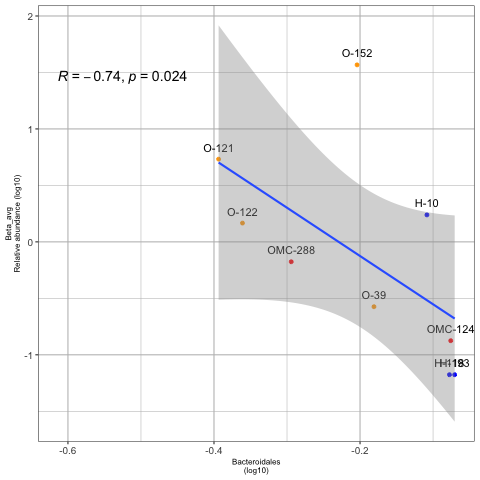 2
O-152
R = −0.74, p = 0.024
1
O-121
H-10
O-122
0
OMC-288
O-39
OMC-124
-1
-0.6
-0.4
-0.2
Beta_avg
Relative abundance (log10)
Bacteroidales
(log10)